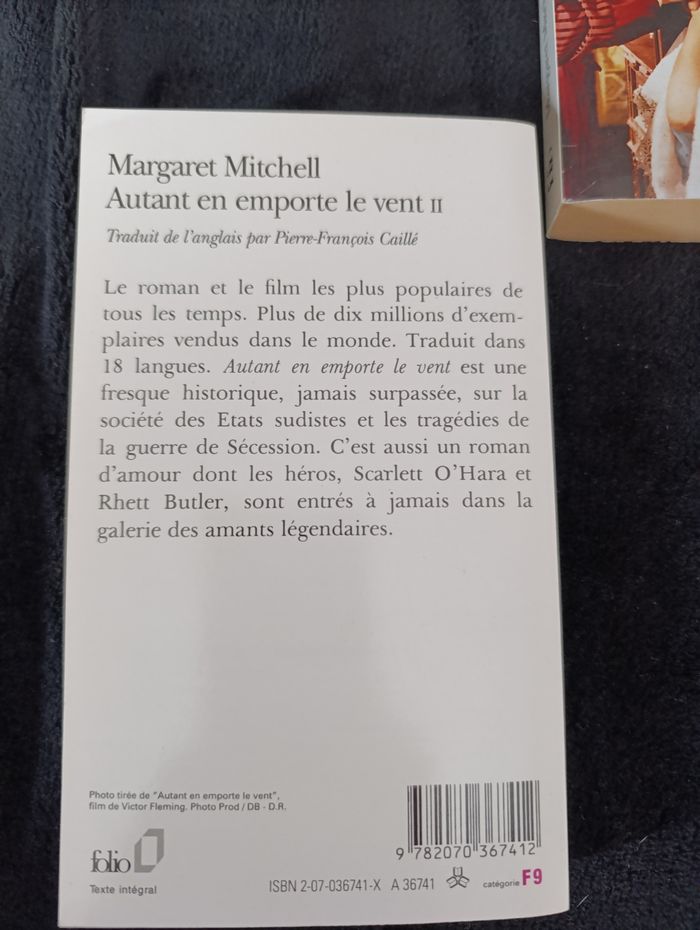 Margaret Mitchell
Autant en emporte le vent II
Traduit de l'anglais par Pierre-François Caillé
Le roman et le film les plus populaires de
tous les temps. Plus de dix millions d'exem-
plaires vendus dans le monde. Traduit dans
18 langues. Autant en emporte le vent est une
fresque historique, jamais surpassée, sur la
société des Etats sudistes et les tragédies de
la guerre de Sécession. C'est aussi un roman
d'amour dont les héros, Scarlett O'Hara et
Rhett Butler, sont entrés à jamais dans la
galerie des amants légendaires.
Photo tirée de "Autant en emporte le vent",
film de Victor Fleming. Photo Prod / DB - D.R.
folio
Texte intégral
9 782070 367412
ISBN 2-07-036741-X A 36741 catégorie F9